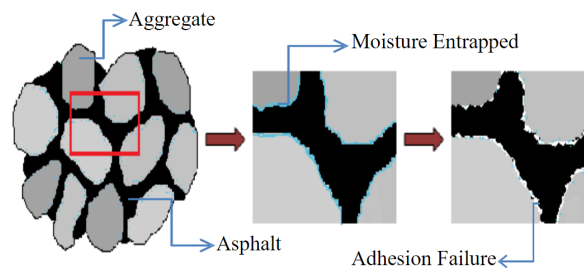 Aggregate
Moisture Entrapped
Asphalt
Adhesion Failure